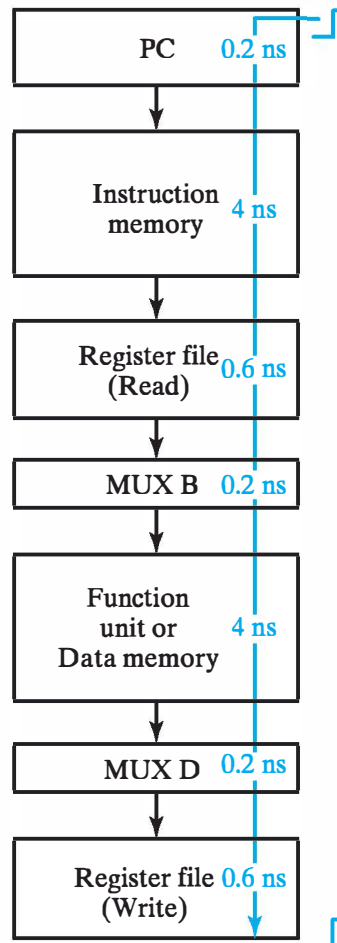 PC 0.2 ns
Instruction
memory 4 ns
Register file 0.6 ns
(Read)
MUX B 0.2 ns
Function
unit or 4 ns
Data memory
MUX D 0.2 ns
Register file 0.6 ns
(Write)